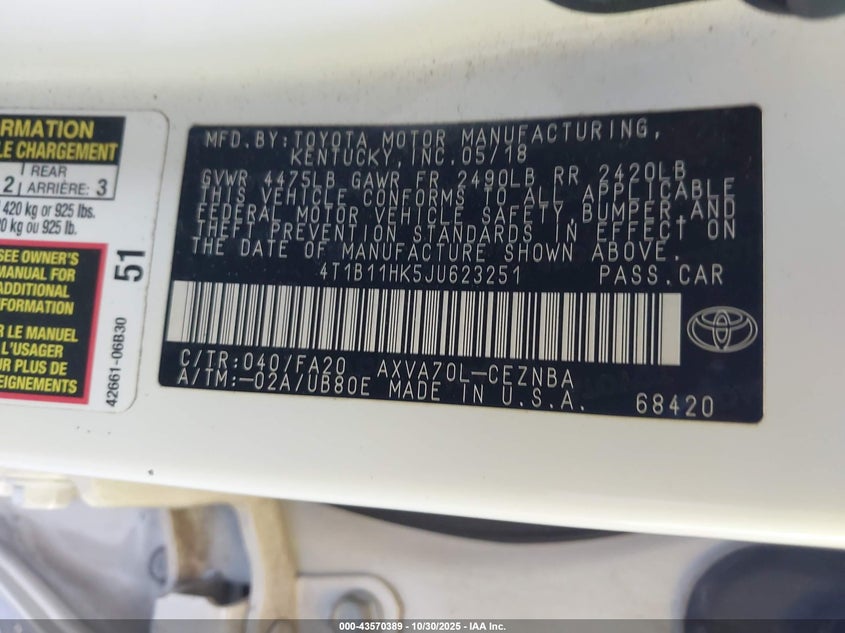 RMATION
LE CHARGEMENT
2 REAR
ARRIÈRE: 3
420 kg or 925 lbs.
0 kg ou 925 lb.
SEE OWNER'S
MANUAL FOR
ADDITIONAL
INFORMATION
R LE MANUEL
L'USAGER
UR PLUS DE
SEIGNEMENTS
51
42661-06B30
MFD.BY:TOYOTA MOTOR MANUFACTURING,
KENTUCKY,INC.05/18
GVWR 4475LB GAWR FR 2490LB RR 2420LB
THIS VEHICLE CONFORMS TO ALL APPLICABLE
FEDERAL MOTOR VEHICLE SAFETY,BUMPER,AND
THEFT PREVENTION STANDARDS IN EFFECT ON
THE DATE OF MANUFACTURE SHOWN ABOVE.
4T1B11HK5JU623251 PASS.CAR
C/TR:040/FA20 AXVA70L-CEZNBA
A/TM:-02A/UB80E MADE IN U.S.A. 68420
000-43570389 - 10/30/2025 - IAA Inc.